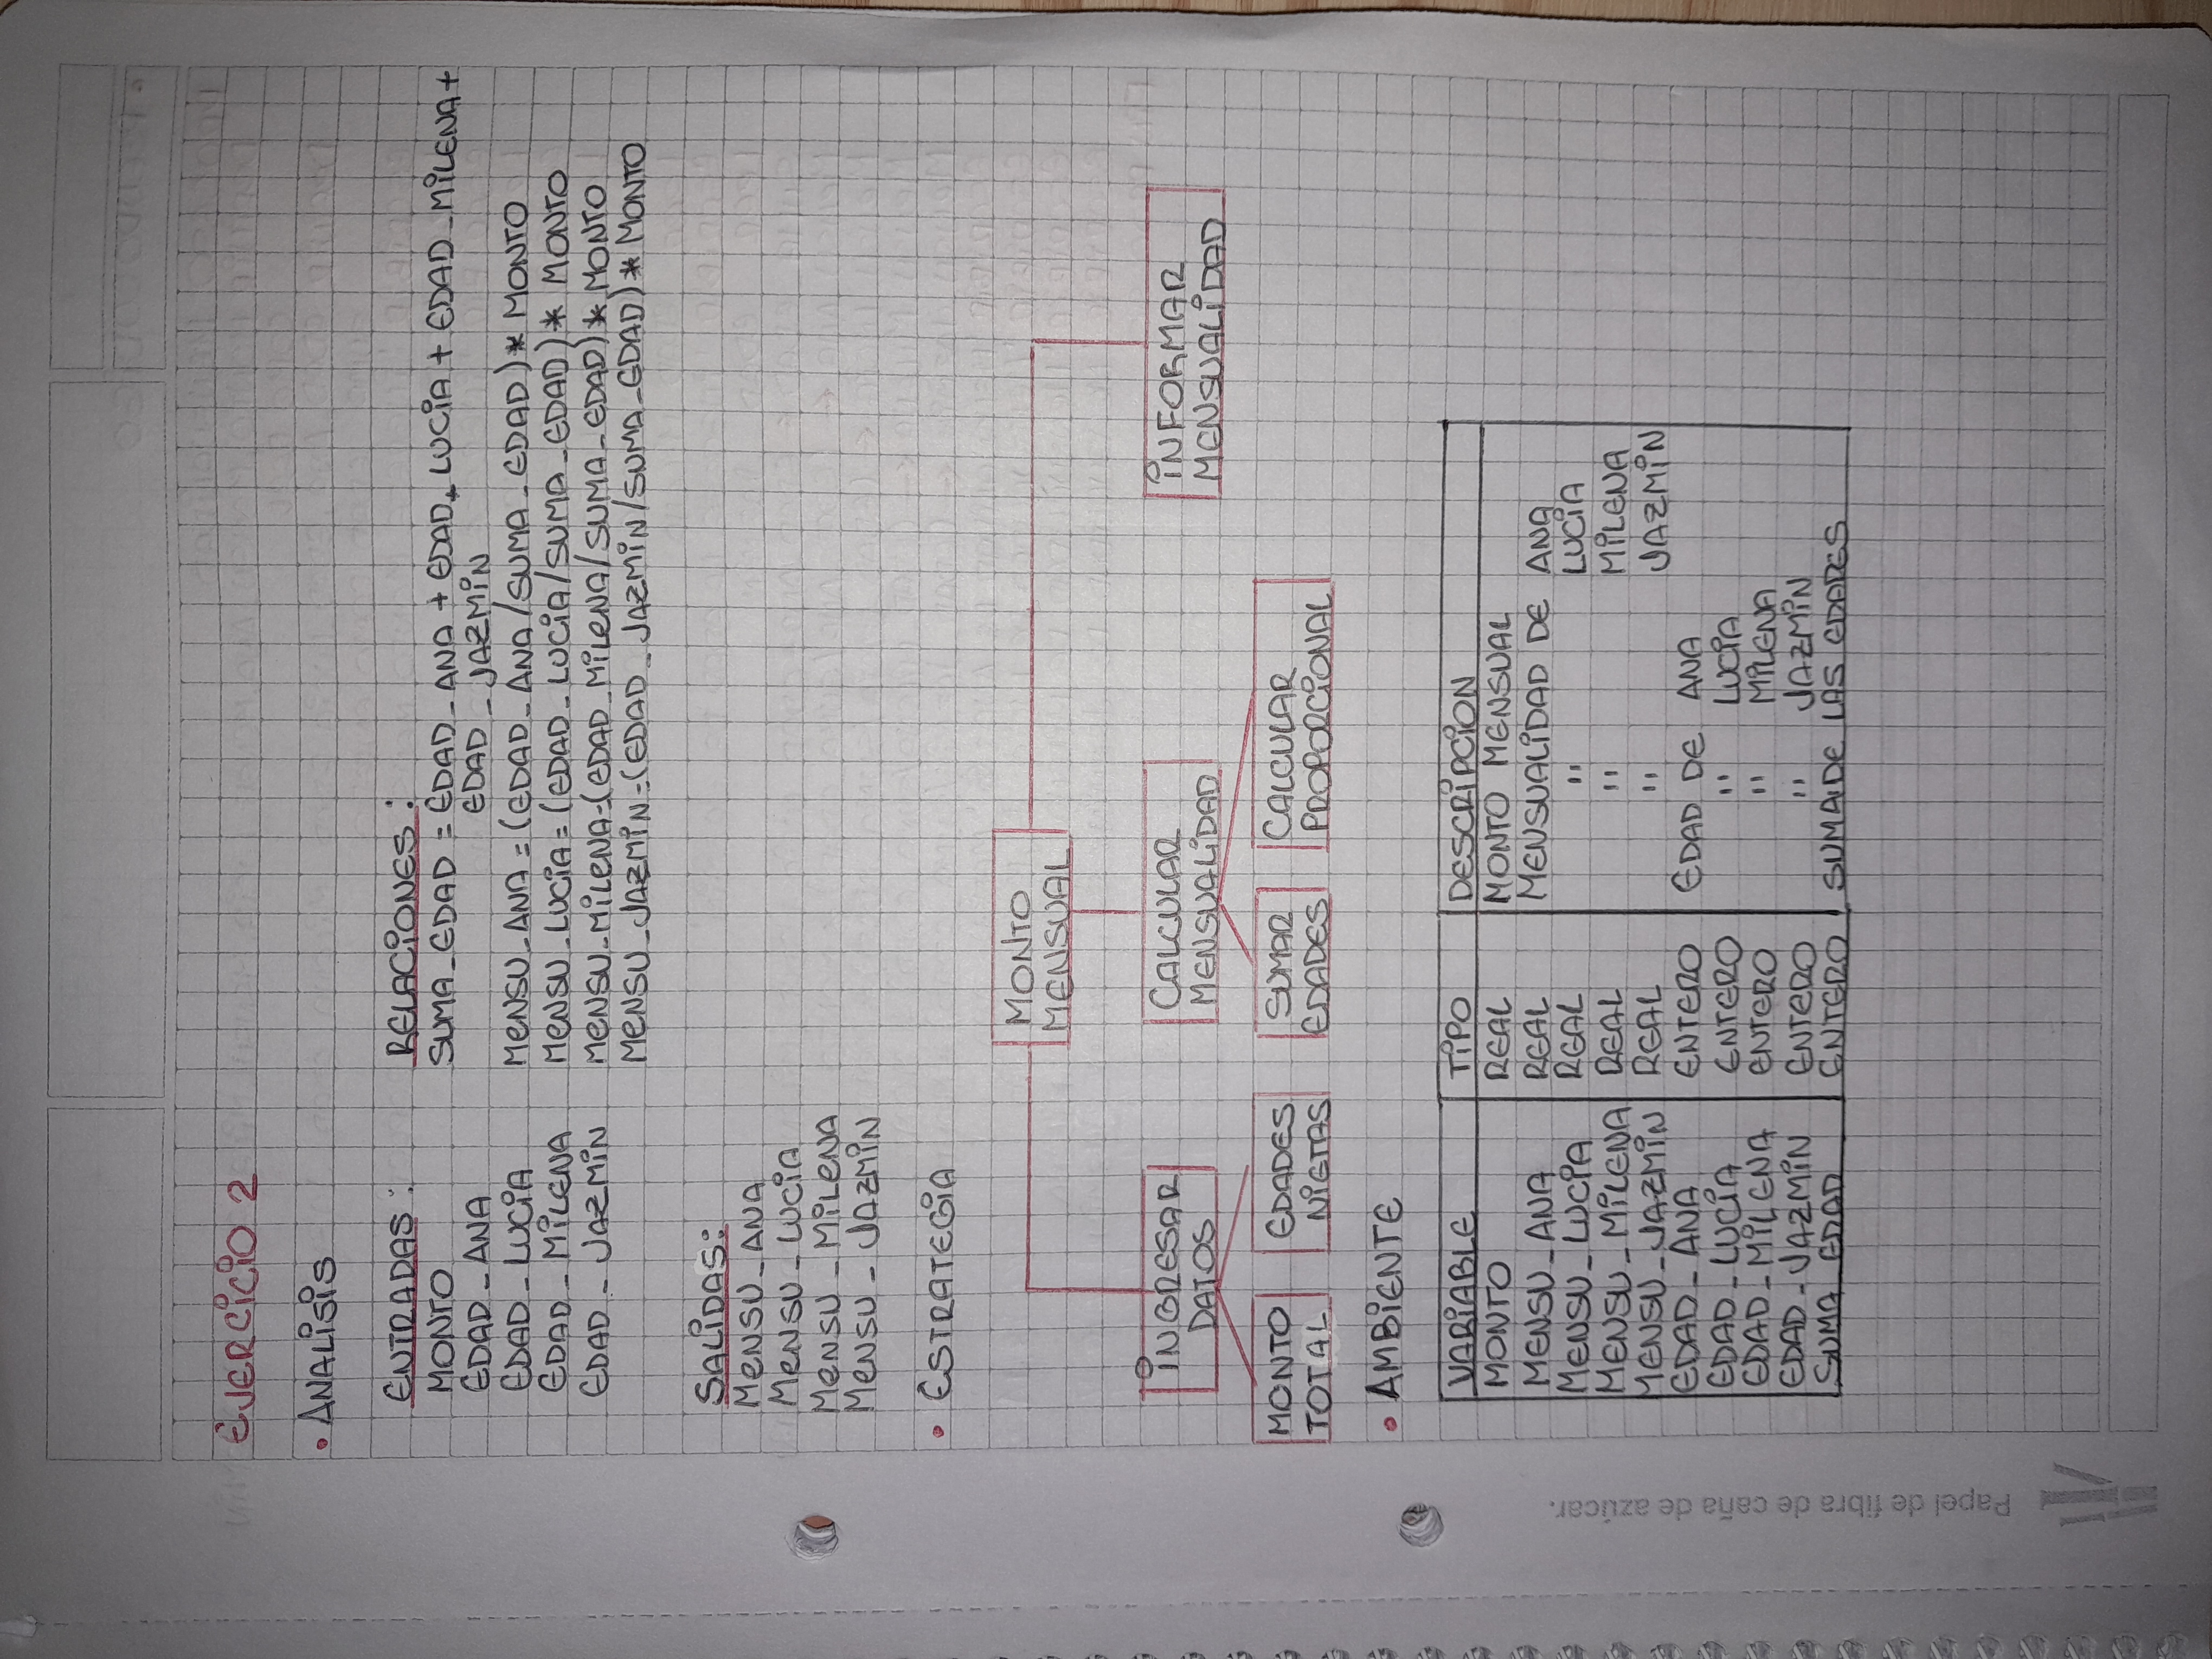 EJERCICIO 2
• ANALISIS
ENTRADAS:
MONTO
EDAD_ANA
EDAD_LUCIA
EDAD_MILENA
EDAD_JAZMIN
RELACIONES:
SUMA_EDAD = EDAD_ANA + EDAD_LUCIA + EDAD_MILENA +
EDAD_JAZMIN
MENSU_ANA = (EDAD_ANA/SUMA_EDAD) * MONTO
MENSU_LUCIA = (EDAD_LUCIA/SUMA_EDAD) * MONTO
MENSU_MILENA = (EDAD_MILENA/SUMA_EDAD) * MONTO
MENSU_JAZMIN = (EDAD_JAZMIN/SUMA_EDAD) * MONTO
SALIDAS:
MENSU_ANA
MENSU_LUCIA
MENSU_MILENA
MENSU_JAZMIN
• ESTRATEGIA
MONTO
MENSUAL
INGRESAR
DATOS
CALCULAR
MENSUALIDAD
INFORMAR
MENSUALIDAD
MONTO
TOTAL
EDADES
NIETAS
SUMAR
EDADES
CALCULAR
PROPORCIONAL
• AMBIENTE
VARIABLE TIPO DESCRIPCION
MONTO REAL MONTO MENSUAL
MENSU_ANA REAL MENSUALIDAD DE ANA
MENSU_LUCIA REAL " LUCIA
MENSU_MILENA REAL " MILENA
MENSU_JAZMIN REAL " JAZMIN
EDAD_ANA ENTERO EDAD DE ANA
EDAD_LUCIA ENTERO " LUCIA
EDAD_MILENA ENTERO " MILENA
EDAD_JAZMIN ENTERO " JAZMIN
SUMA_EDAD ENTERO SUMA DE LAS EDADES
Papel de fibra de caña de azúcar.